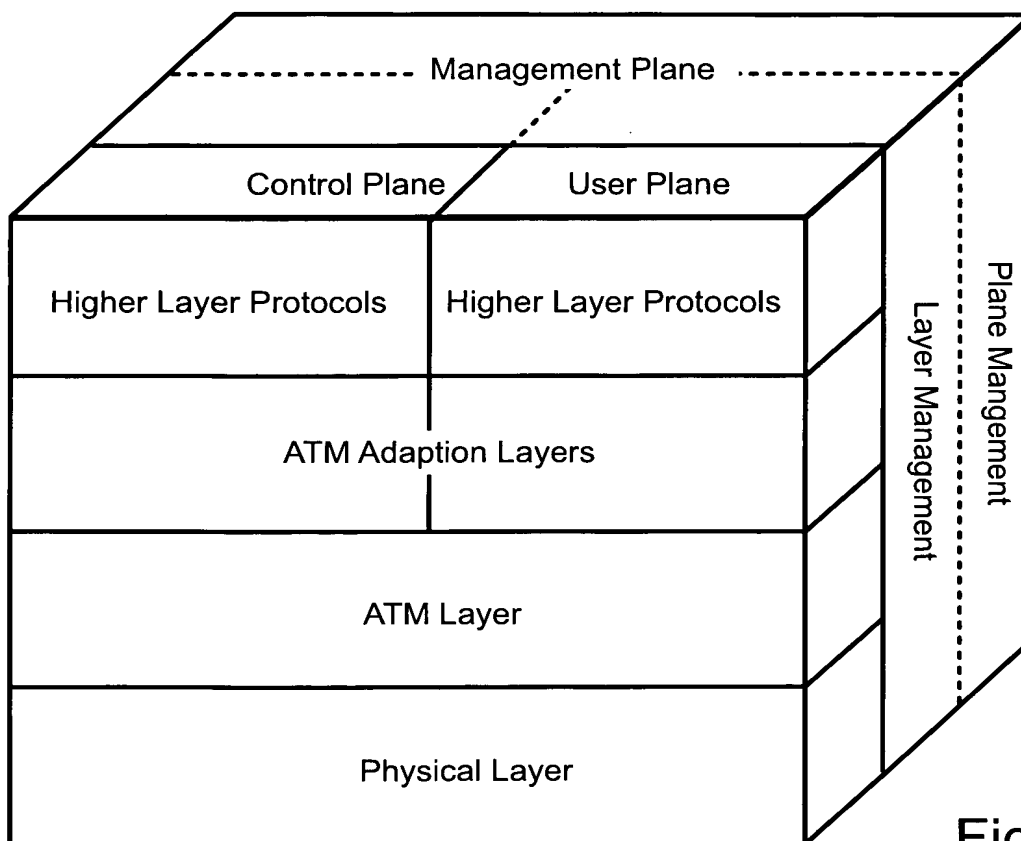 Management Plane
Control Plane
User Plane
Higher Layer Protocols
Higher Layer Protocols
ATM Adaption Layers
ATM Layer
Physical Layer
Layer Management
Plane Mangement